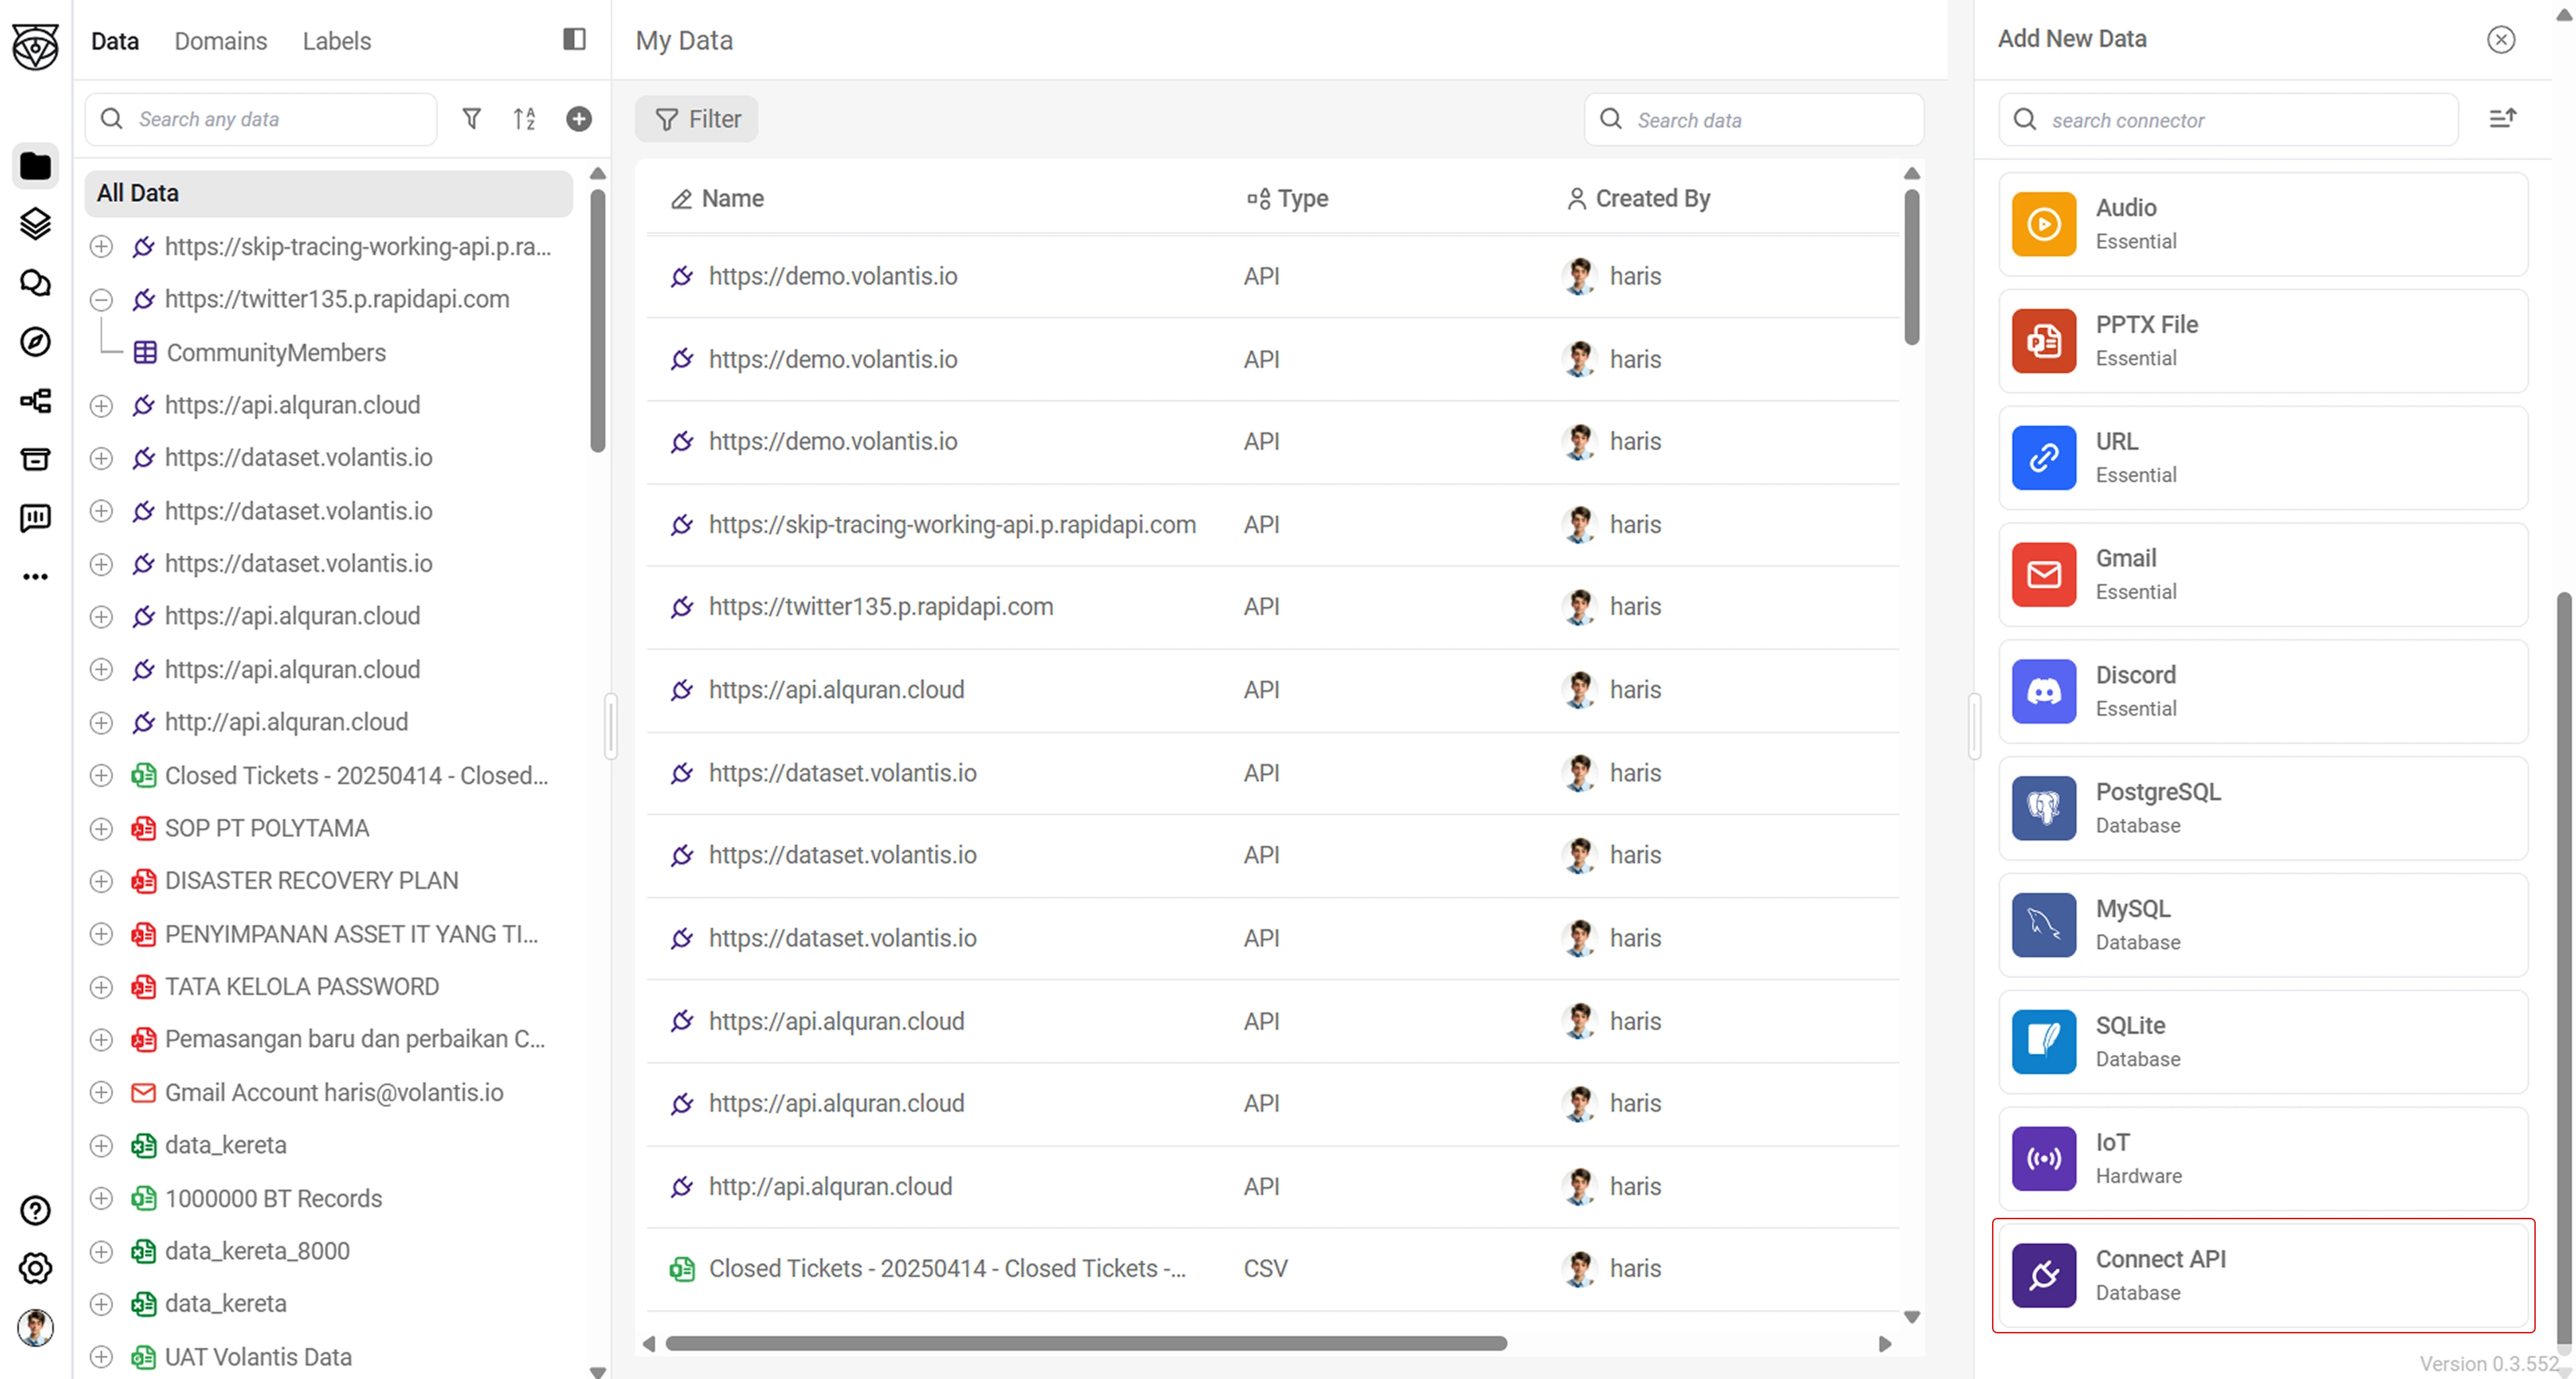 Data Domains Labels
Search any data
All Data
https://skip-tracing-working-api.p.ra...
https://twitter135.p.rapidapi.com
CommunityMembers
https://api.alquran.cloud
https://dataset.volantis.io
https://dataset.volantis.io
https://dataset.volantis.io
https://api.alquran.cloud
https://api.alquran.cloud
http://api.alquran.cloud
Closed Tickets - 20250414 - Closed...
SOP PT POLYTAMA
DISASTER RECOVERY PLAN
PENYIMPANAN ASSET IT YANG TI...
TATA KELOLA PASSWORD
Pemasangan baru dan perbaikan C...
Gmail Account haris@volantis.io
data_kereta
1000000 BT Records
data_kereta_8000
data_kereta
UAT Volantis Data
My Data
Filter
Search data
Name Type Created By
https://demo.volantis.io API haris
https://demo.volantis.io API haris
https://demo.volantis.io API haris
https://skip-tracing-working-api.p.rapidapi.com API haris
https://twitter135.p.rapidapi.com API haris
https://api.alquran.cloud API haris
https://dataset.volantis.io API haris
https://dataset.volantis.io API haris
https://dataset.volantis.io API haris
https://api.alquran.cloud API haris
https://api.alquran.cloud API haris
http://api.alquran.cloud API haris
Closed Tickets - 20250414 - Closed Tickets -... CSV haris
Add New Data
search connector
Audio
Essential
PPTX File
Essential
URL
Essential
Gmail
Essential
Discord
Essential
PostgreSQL
Database
MySQL
Database
SQLite
Database
IoT
Hardware
Connect API
Database
Version 0.3.552